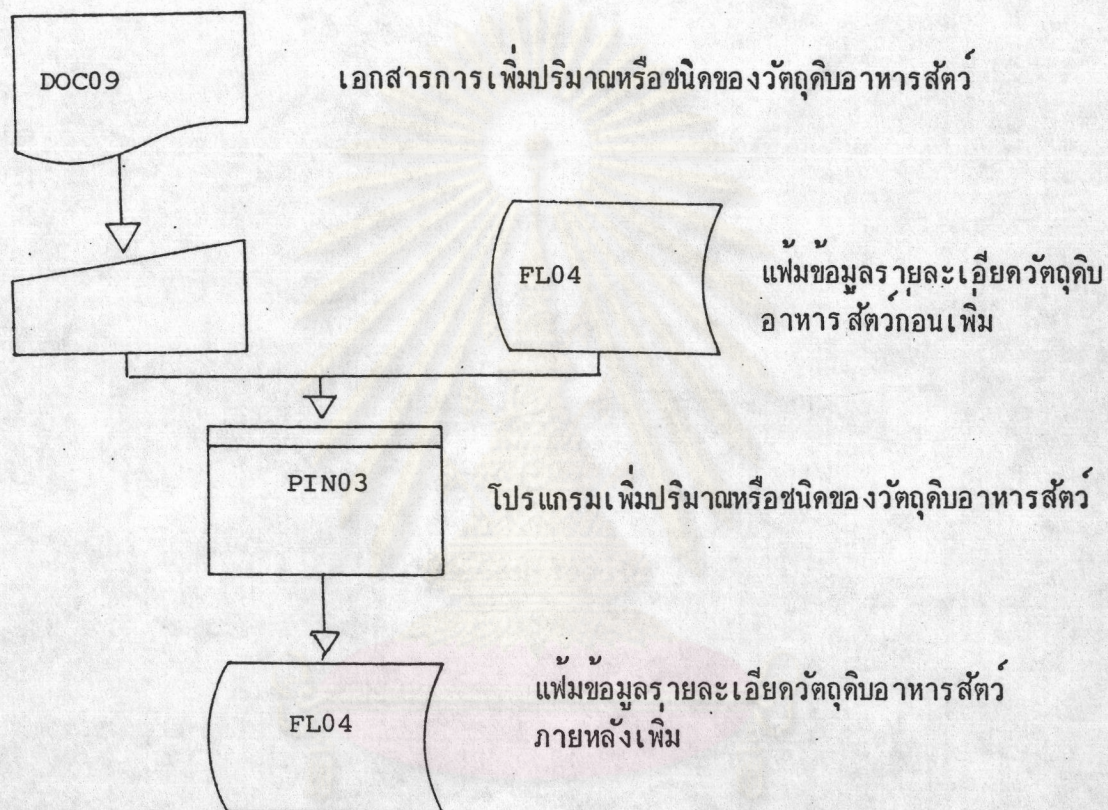 DOC09
เอกสารการเพิ่มปริมาณหรือชนิดของวัตถุดิบอาหารสัตว์
FL04
แฟ้มข้อมูลรายละเอียดวัตถุดิบ
อาหารสัตว์ก่อนเพิ่ม
PIN03
โปรแกรมเพิ่มปริมาณหรือชนิดของวัตถุดิบอาหารสัตว์
FL04
แฟ้มข้อมูลรายละเอียดวัตถุดิบอาหารสัตว์
ภายหลังเพิ่ม